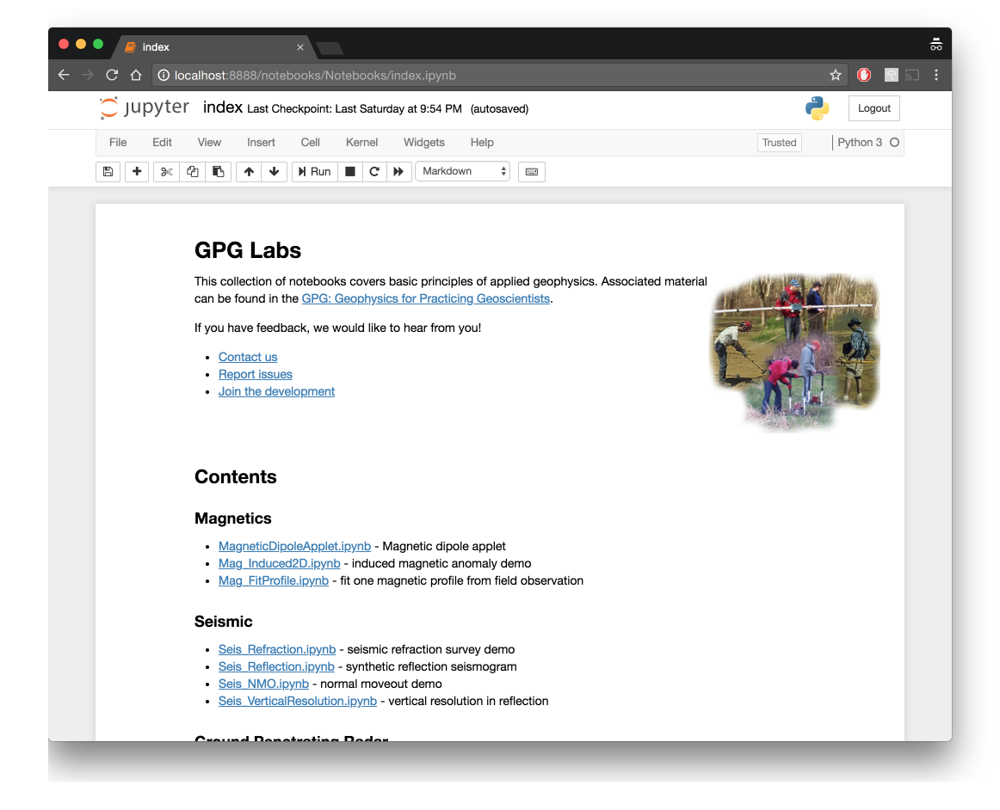 index
localhost:8888/notebooks/Notebooks/index.ipynb
jupyter index Last Checkpoint: Last Saturday at 9:54 PM (autosaved)
Logout
File Edit View Insert Cell Kernel Widgets Help
Trusted
Python 3
Run
Markdown
GPG Labs
This collection of notebooks covers basic principles of applied geophysics. Associated material
can be found in the GPG: Geophysics for Practicing Geoscientists.
If you have feedback, we would like to hear from you!
Contact us
Report issues
Join the development
Contents
Magnetics
MagneticDipoleApplet.ipynb - Magnetic dipole applet
Mag_Induced2D.ipynb - induced magnetic anomaly demo
Mag_FitProfile.ipynb - fit one magnetic profile from field observation
Seismic
Seis_Refraction.ipynb - seismic refraction survey demo
Seis_Reflection.ipynb - synthetic reflection seismogram
Seis_NMO.ipynb - normal moveout demo
Seis_VerticalResolution.ipynb - vertical resolution in reflection
Ground Penetrating Radar